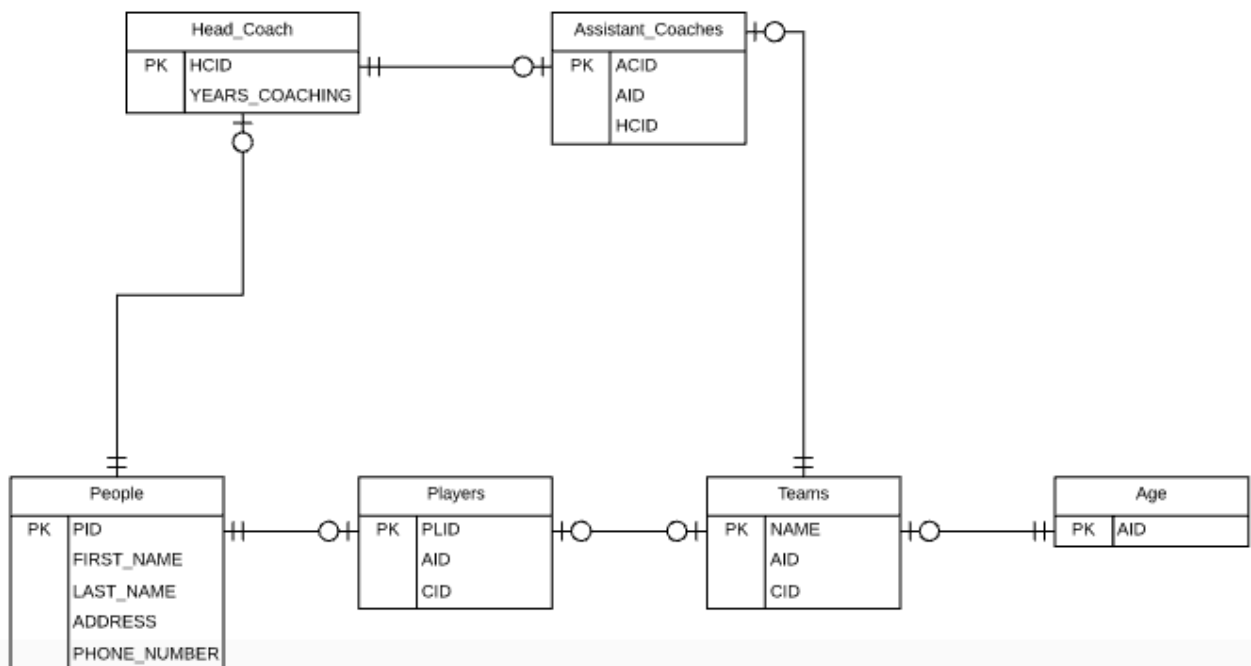 Head_Coach
PK HCID
YEARS_COACHING
Assistant_Coaches
PK ACID
AID
HCID
People
PK PID
FIRST_NAME
LAST_NAME
ADDRESS
PHONE_NUMBER
Players
PK PLID
AID
CID
Teams
PK NAME
AID
CID
Age
PK AID